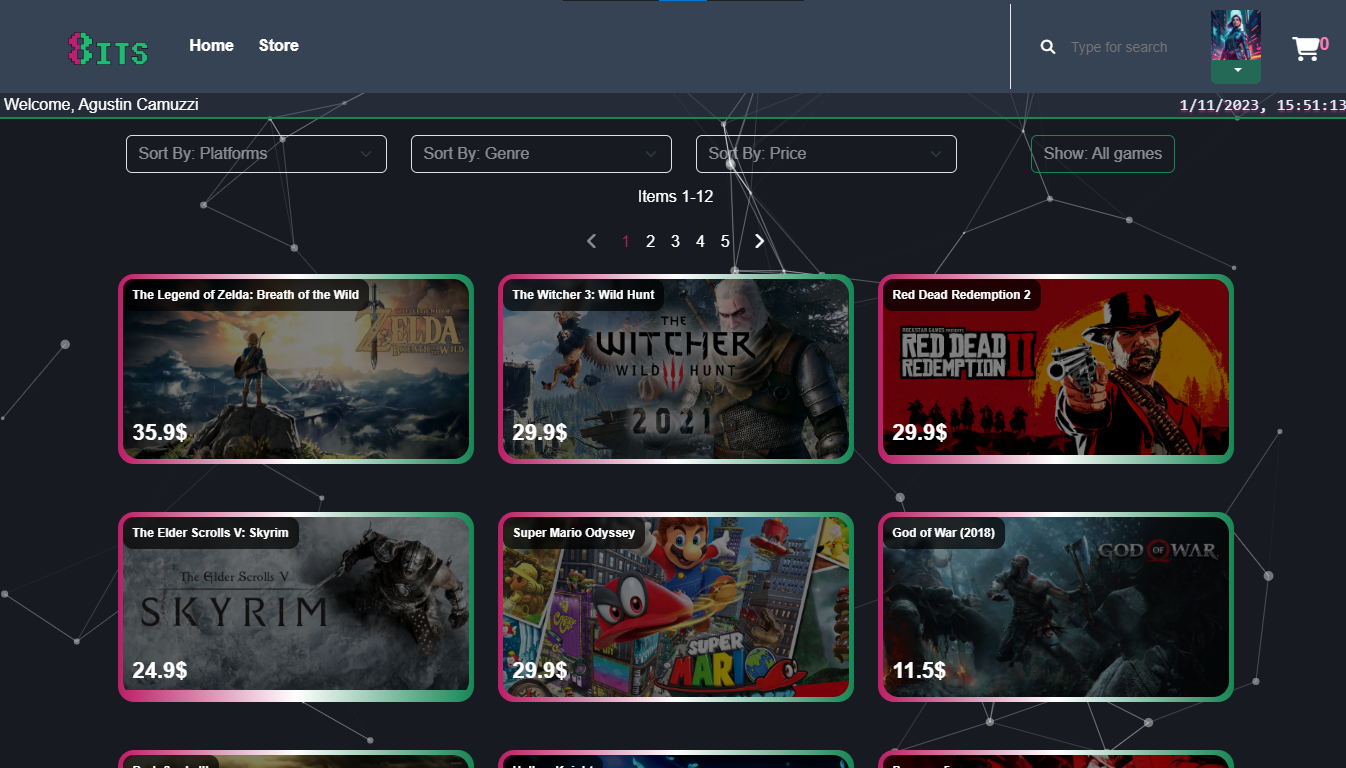 8ITS
Home
Store
Type for search
0
Welcome, Agustin Camuzzi
1/11/2023, 15:51:13
Sort By: Platforms
Sort By: Genre
Sort By: Price
Show: All games
Items 1-12
1 2 3 4 5
The Legend of Zelda: Breath of the Wild
ZELDA
BREATH OF THE WILD
35.9$
The Witcher 3: Wild Hunt
THE
WITCHER
WILD HUNT
2021
29.9$
Red Dead Redemption 2
ROCKSTAR GAMES PRESENTS
RED DEAD
REDEMPTION II
29.9$
The Elder Scrolls V: Skyrim
The Elder Scrolls V
SKYRIM
24.9$
Super Mario Odyssey
SUPER
MARIO
29.9$
God of War (2018)
GOD OF WAR
11.5$